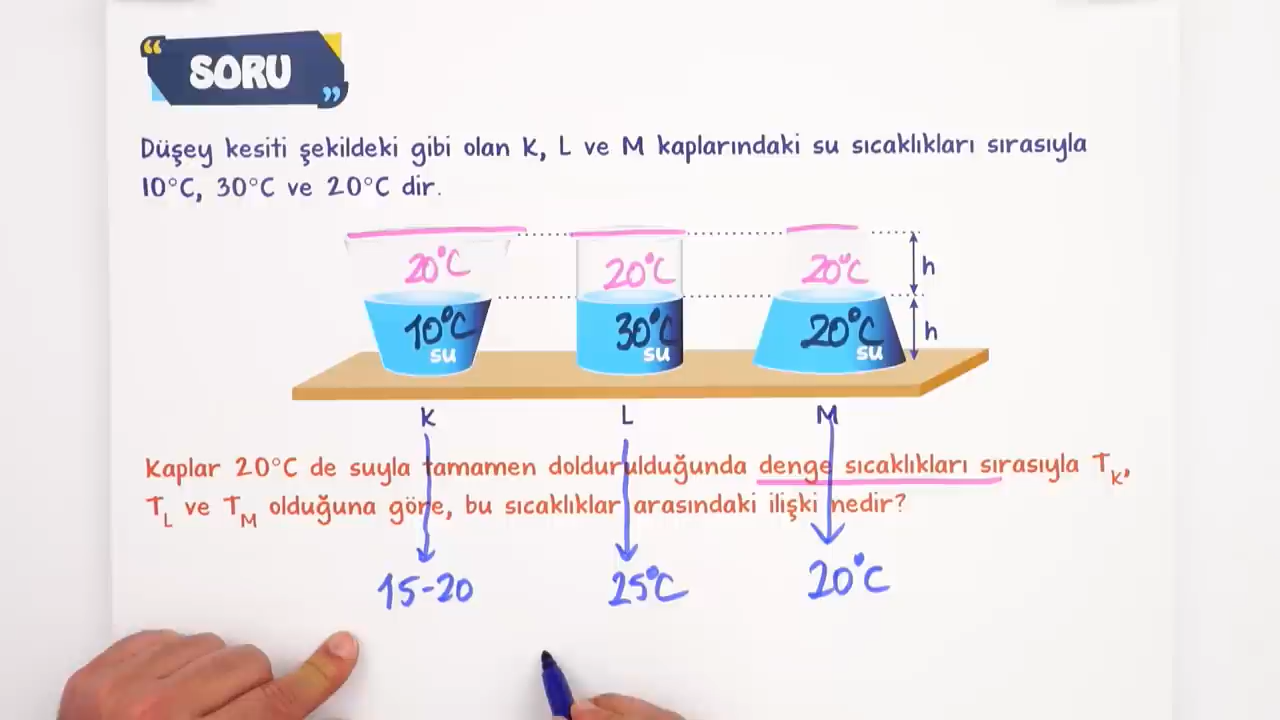 SORU
Düşey kesiti şekildeki gibi olan K, L ve M kaplarındaki su sıcaklıkları sırasıyla
10°C, 30°C ve 20°C dir.
20°C 20°C 20°C h
10°C 30°C 20°C h
su su su
K L M
Kaplar 20°C de suyla tamamen doldurulduğunda denge sıcaklıkları sırasıyla TK,
TL ve TM olduğuna göre, bu sıcaklıklar arasındaki ilişki nedir?
15-20 25°C 20°C